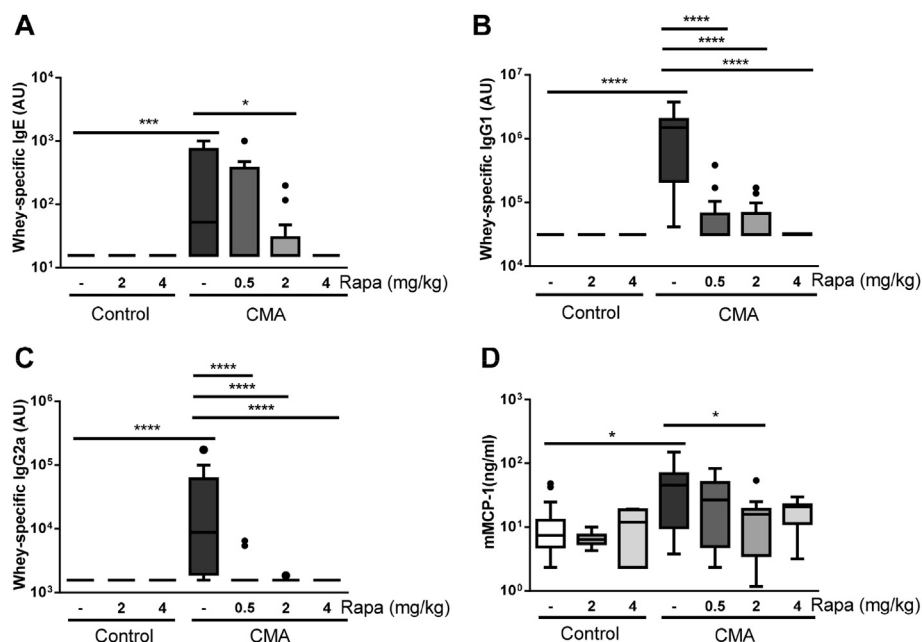 A
Whey-specific IgE (AU)
10⁴
10³
10²
10¹
***
*
- 2 4 - 0.5 2 4 Rapa (mg/kg)
Control CMA
B
Whey-specific IgG1 (AU)
10⁷
10⁶
10⁵
10⁴
****
****
****
****
- 2 4 - 0.5 2 4 Rapa (mg/kg)
Control CMA
C
Whey-specific IgG2a (AU)
10⁶
10⁵
10⁴
10³
****
****
****
****
- 2 4 - 0.5 2 4 Rapa (mg/kg)
Control CMA
D
mMCP-1(ng/ml)
10³
10²
10¹
10⁰
*
*
- 2 4 - 0.5 2 4 Rapa (mg/kg)
Control CMA